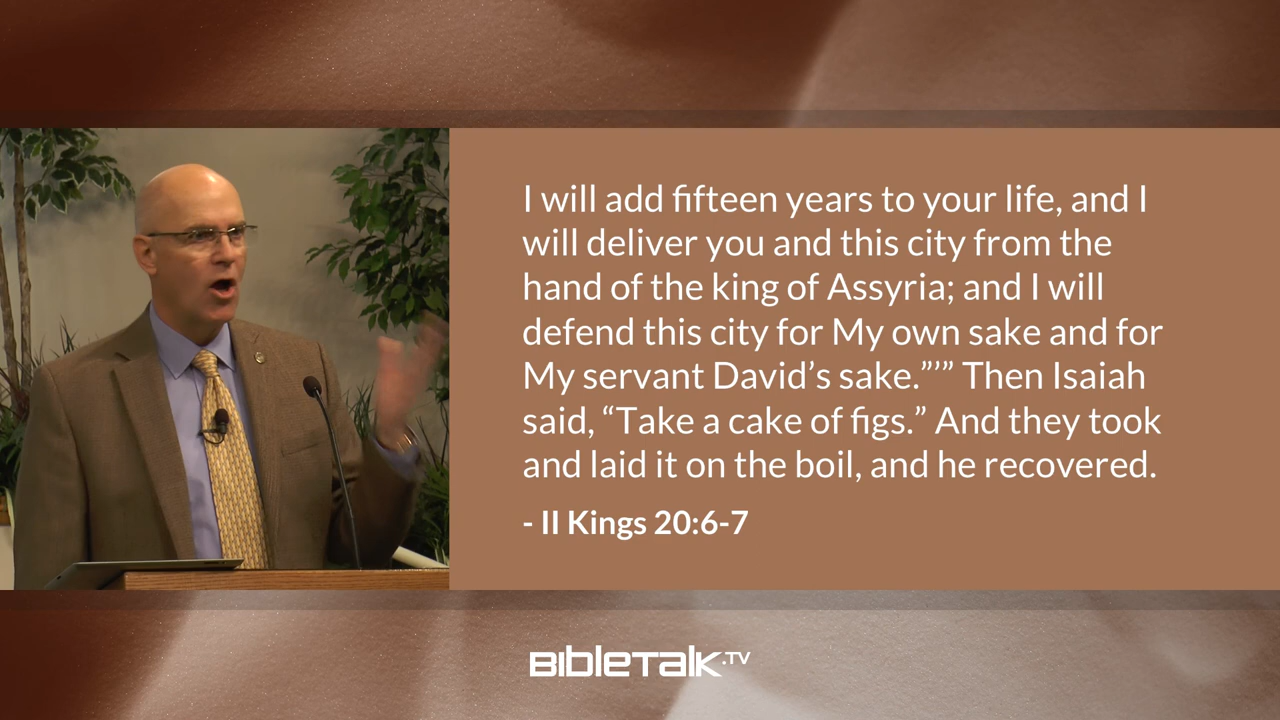 I will add fifteen years to your life, and I
will deliver you and this city from the
hand of the king of Assyria; and I will
defend this city for My own sake and for
My servant David’s sake.”’” Then Isaiah
said, “Take a cake of figs.” And they took
and laid it on the boil, and he recovered.
- II Kings 20:6-7
BibleTalk.TV